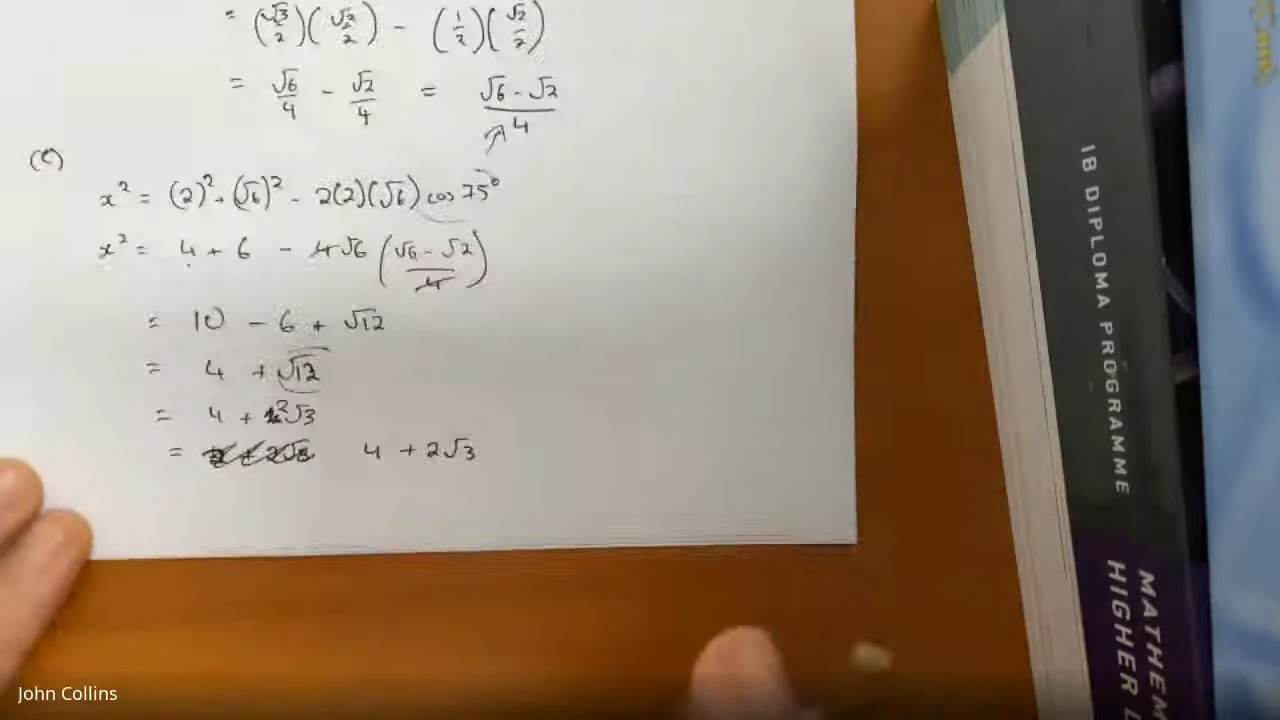 = (√3/2)(√2/2) - (1/2)(√2/2)
= √6/4 - √2/4 = (√6 - √2)/4
(c)
x² = (2)² + (√6)² - 2(2)(√6) cos 75°
x² = 4 + 6 - 4√6 ((√6 - √2)/4)
= 10 - 6 + √12
= 4 + √12
= 4 + 2√3
= 4 + 2√3
IB DIPLOMA PROGRAMME
MATHEM
HIGHER L
John Collins